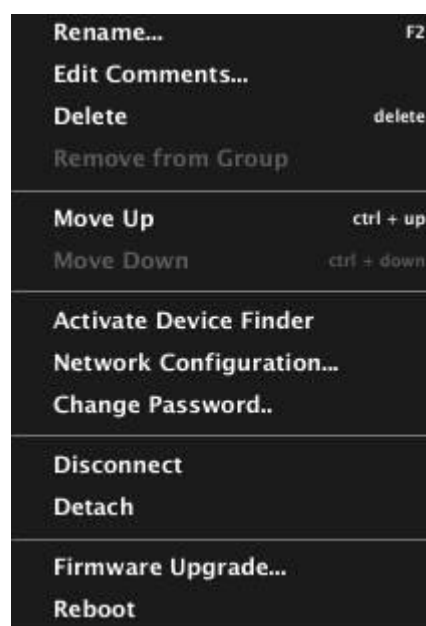 Rename... F2
Edit Comments...
Delete delete
Remove from Group
Move Up ctrl + up
Move Down ctrl + down
Activate Device Finder
Network Configuration...
Change Password..
Disconnect
Detach
Firmware Upgrade...
Reboot